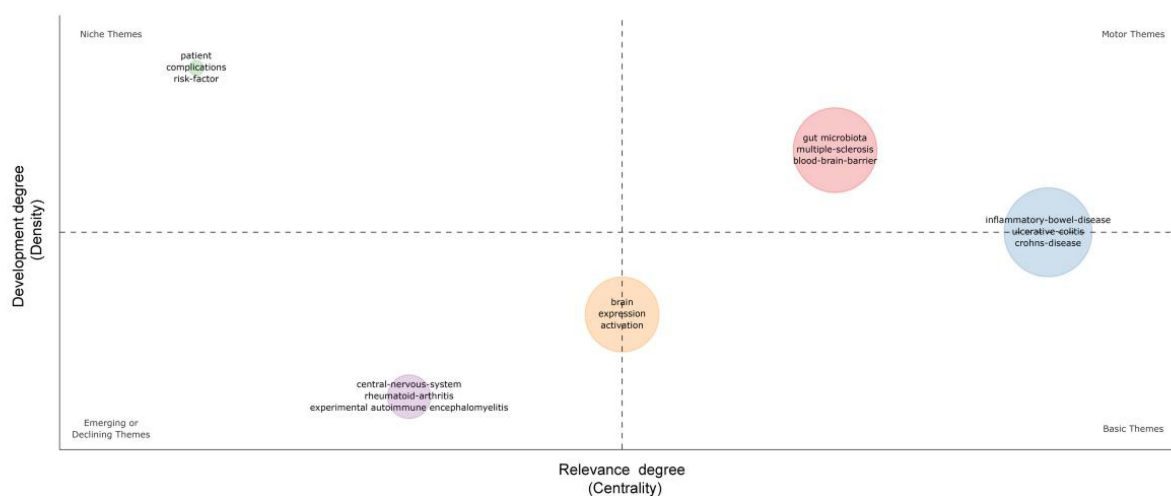 Niche Themes
Motor Themes
patient
complications
risk-factor
gut microbiota
multiple-sclerosis
blood-brain-barrier
inflammatory-bowel-disease
ulcerative-colitis
crohns-disease
brain
expression
activation
central-nervous-system
rheumatoid-arthritis
experimental autoimmune encephalomyelitis
Emerging or
Declining Themes
Basic Themes
Development degree
(Density)
Relevance degree
(Centrality)